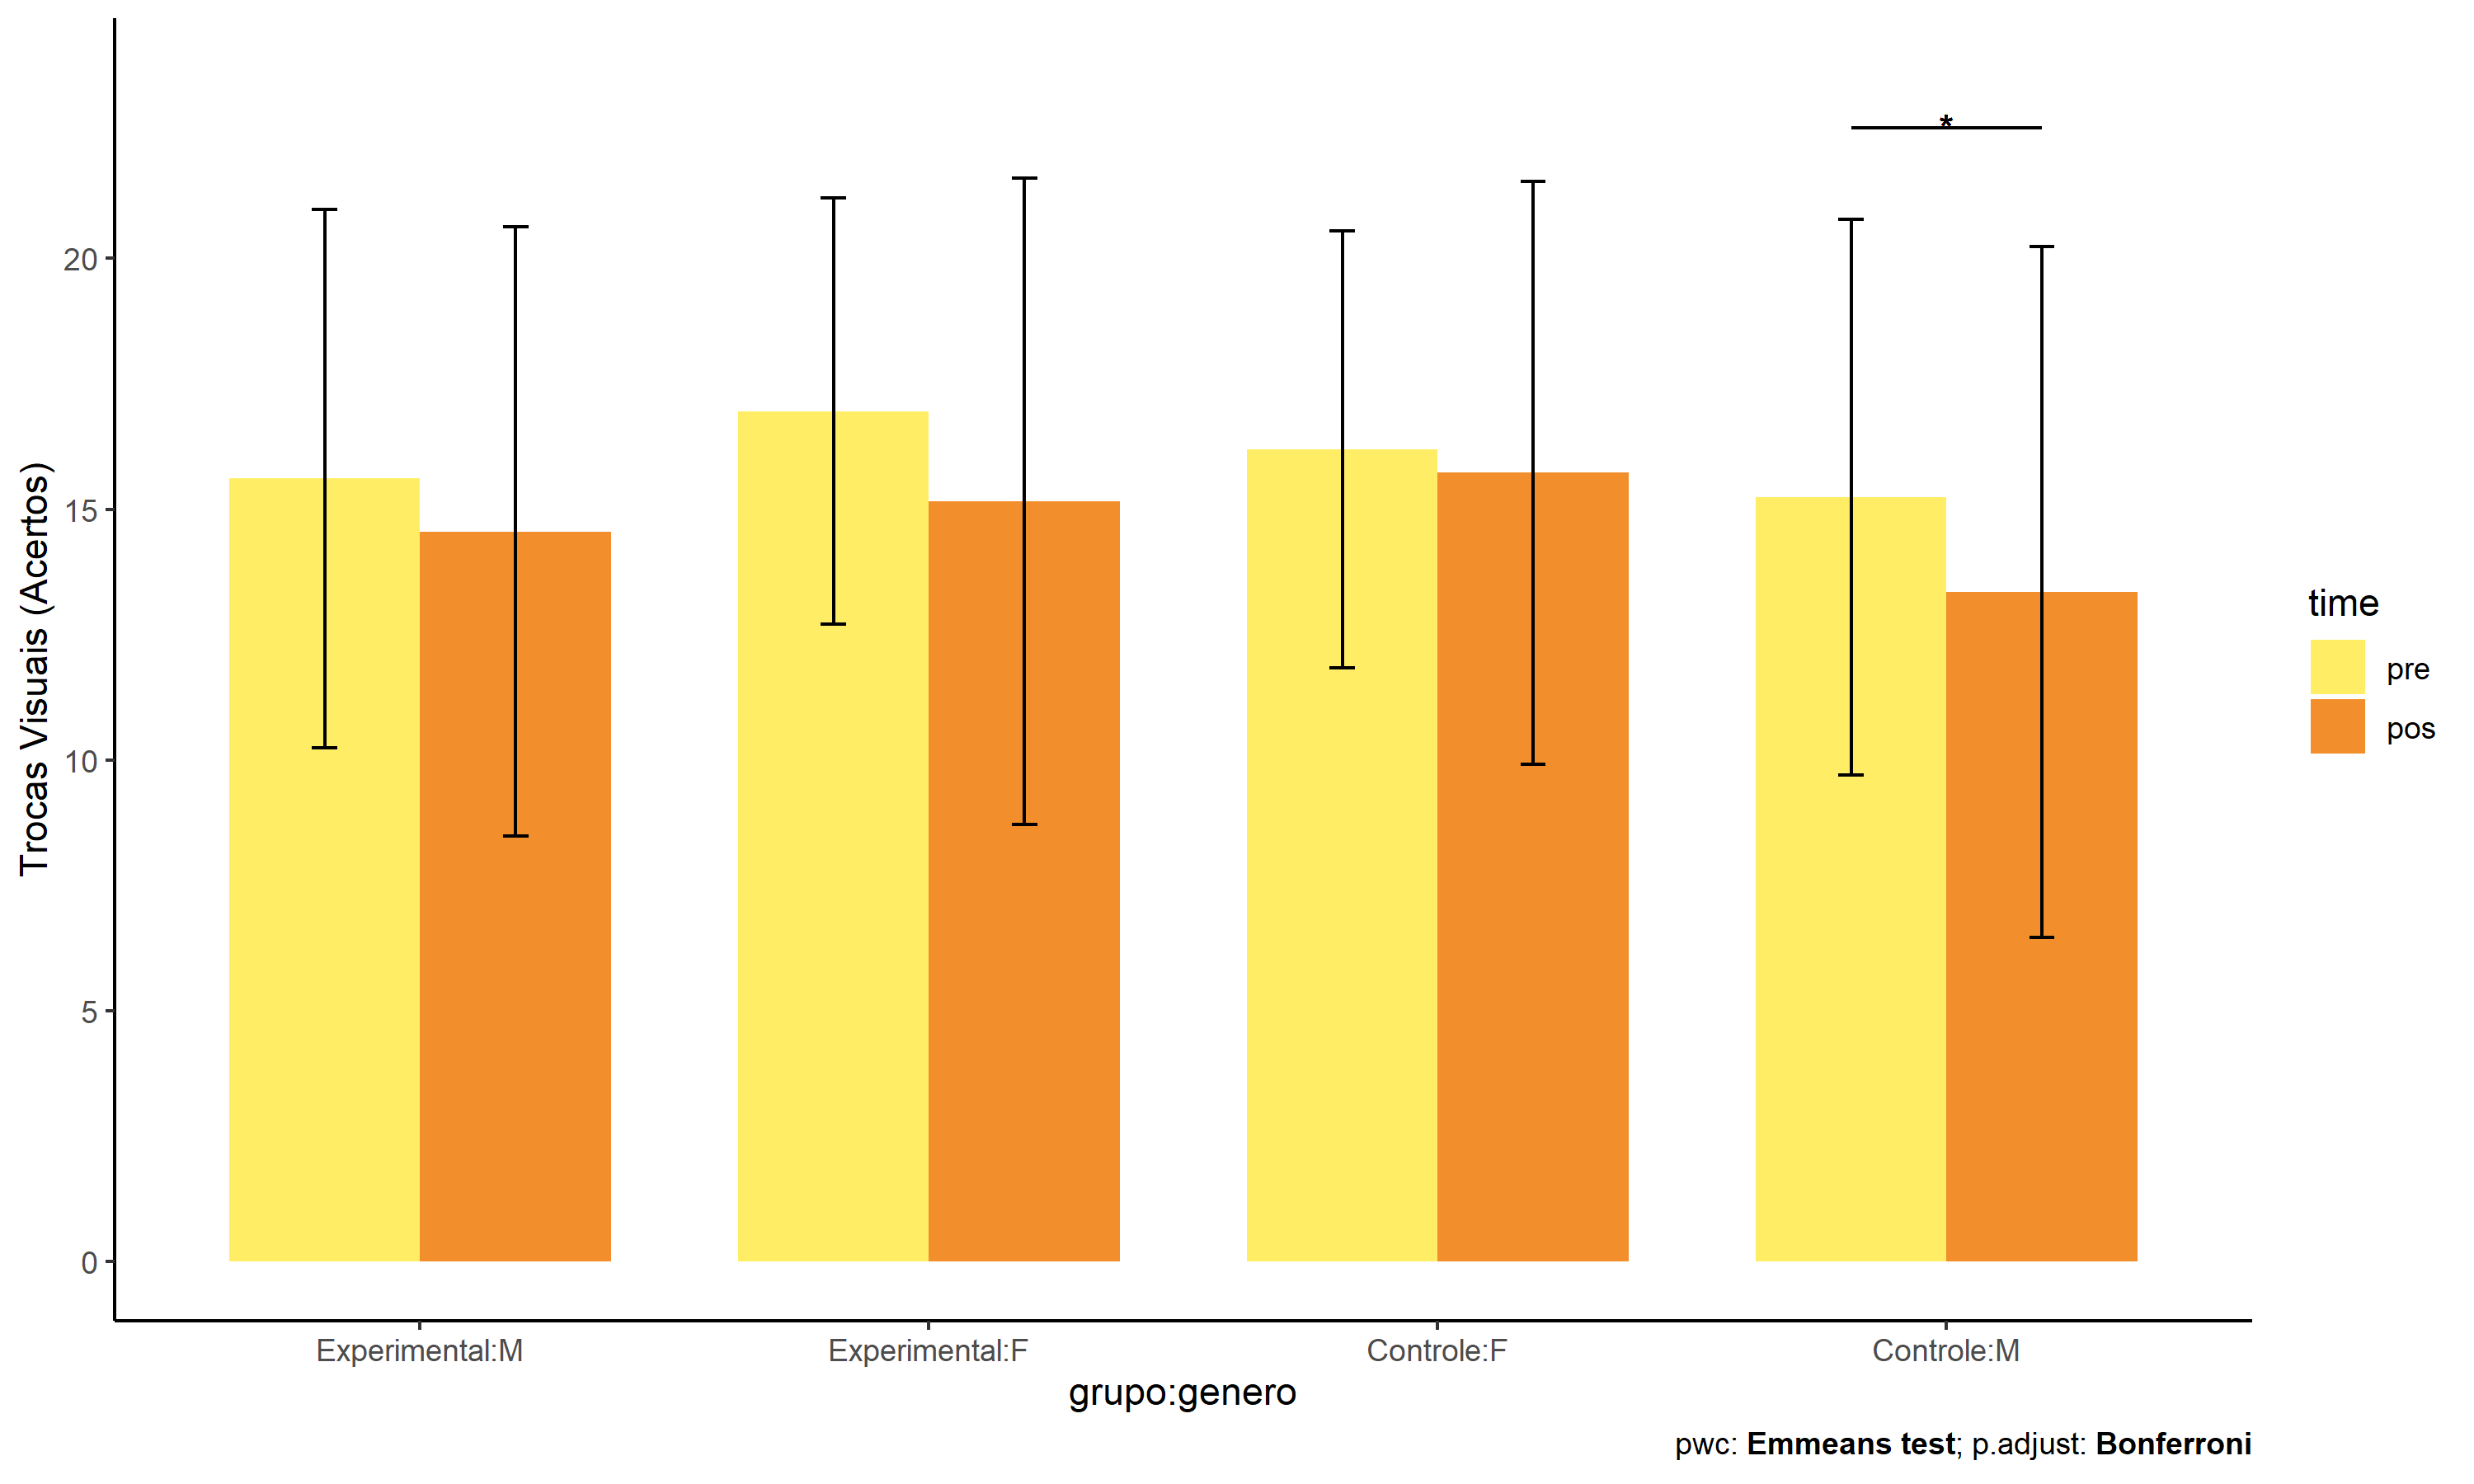 *
Trocas Visuais (Acertos)
20
15
10
5
0
Experimental:M
Experimental:F
Controle:F
Controle:M
grupo:genero
time
pre
pos
pwc: Emmeans test; p.adjust: Bonferroni